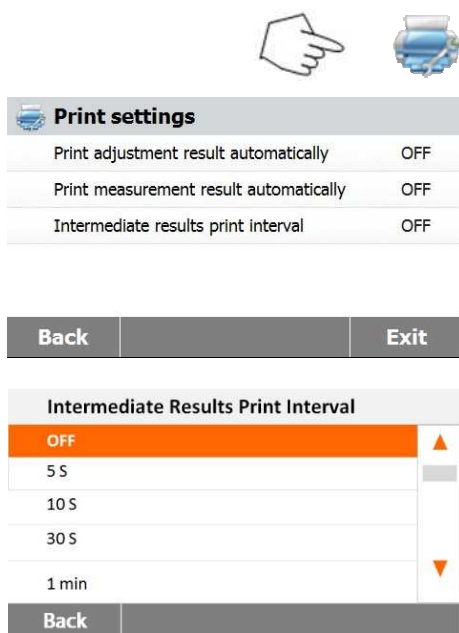 Print settings
Print adjustment result automatically OFF
Print measurement result automatically OFF
Intermediate results print interval OFF
Back Exit
Intermediate Results Print Interval
OFF
5 S
10 S
30 S
1 min
Back